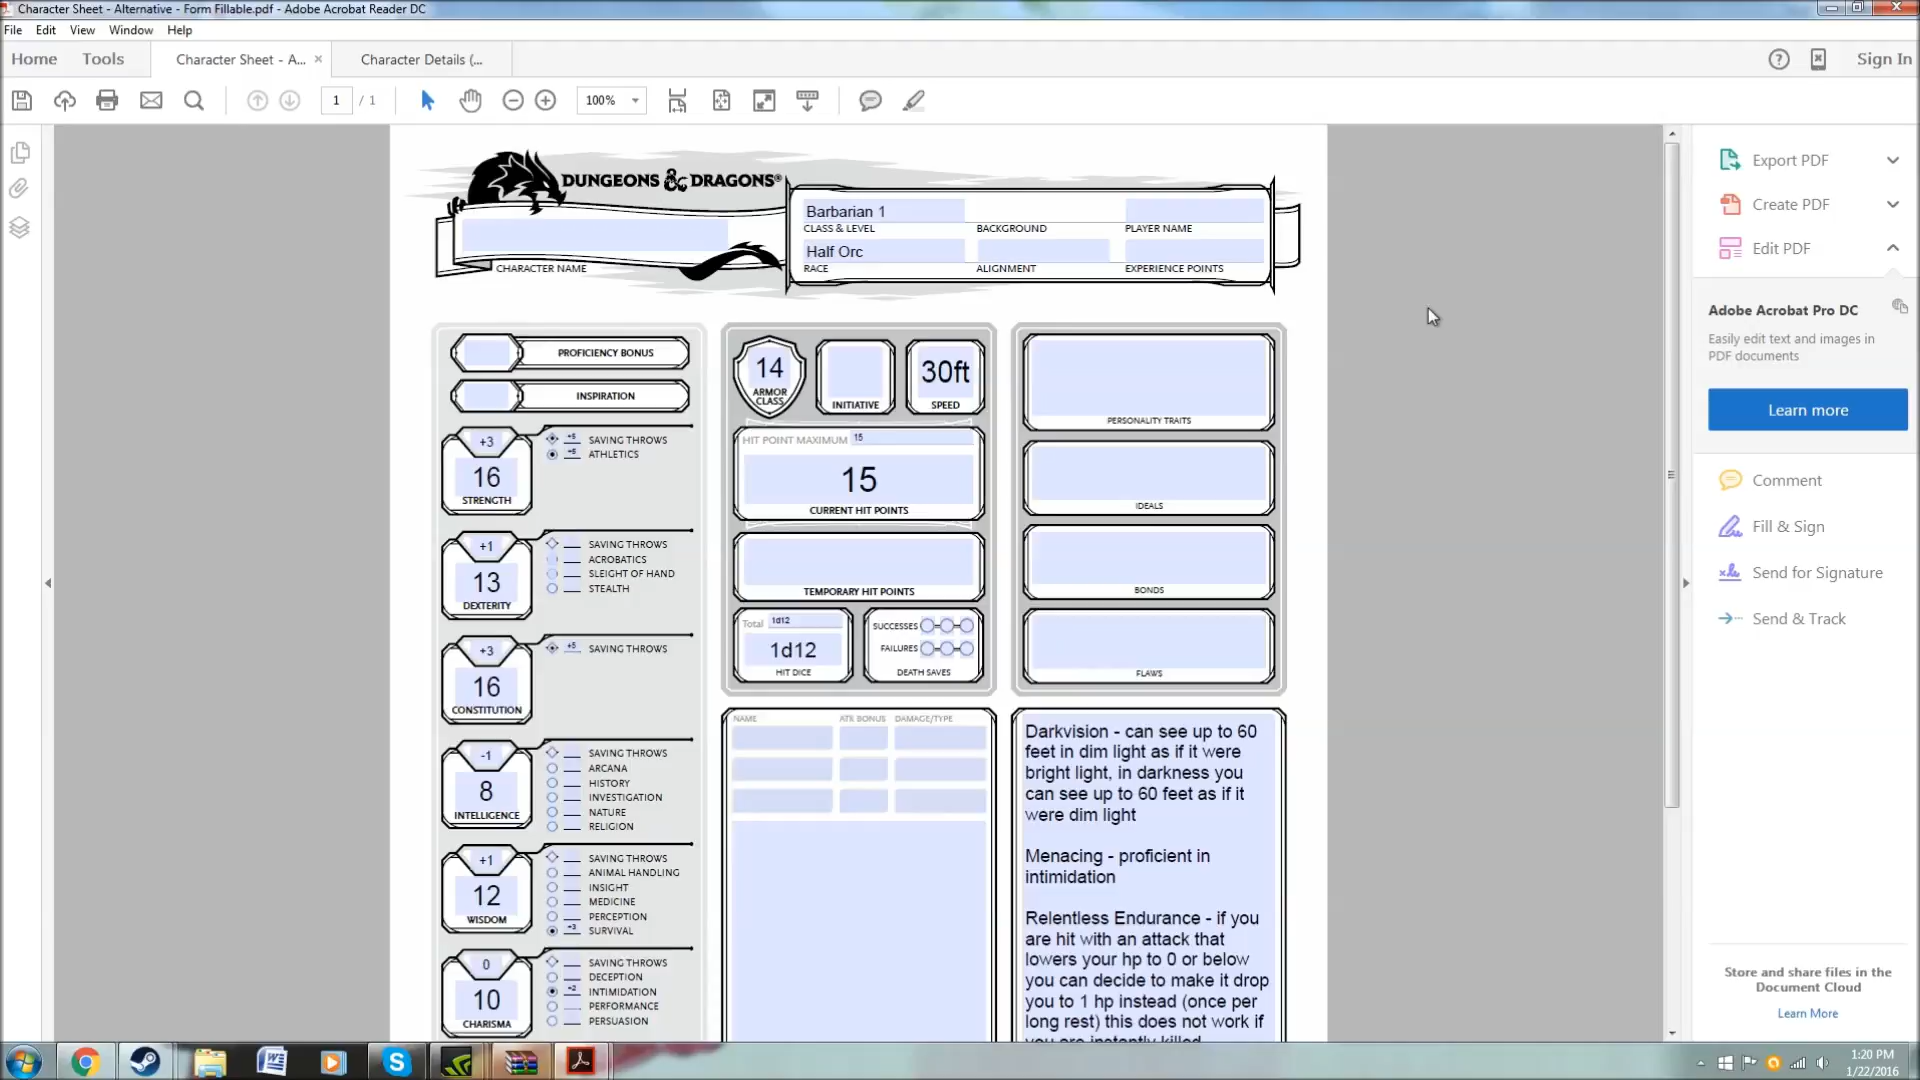 Character Sheet - Alternative - Form Fillable.pdf - Adobe Acrobat Reader DC
File Edit View Window Help
Home Tools Character Sheet - A... × Character Details (... Sign In
1 / 1 100%
DUNGEONS & DRAGONS®
Barbarian 1
CLASS & LEVEL BACKGROUND PLAYER NAME
Half Orc
CHARACTER NAME RACE ALIGNMENT EXPERIENCE POINTS
PROFICIENCY BONUS
INSPIRATION
+3
16
STRENGTH
+5 SAVING THROWS
+5 ATHLETICS
+1
13
DEXTERITY
SAVING THROWS
ACROBATICS
SLEIGHT OF HAND
STEALTH
+3
16
CONSTITUTION
+5 SAVING THROWS
-1
8
INTELLIGENCE
SAVING THROWS
ARCANA
HISTORY
INVESTIGATION
NATURE
RELIGION
+1
12
WISDOM
SAVING THROWS
ANIMAL HANDLING
INSIGHT
MEDICINE
PERCEPTION
+3 SURVIVAL
0
10
CHARISMA
SAVING THROWS
DECEPTION
+2 INTIMIDATION
PERFORMANCE
PERSUASION
14
ARMOR
CLASS
INITIATIVE
30ft
SPEED
HIT POINT MAXIMUM 15
15
CURRENT HIT POINTS
TEMPORARY HIT POINTS
Total 1d12
1d12
HIT DICE
SUCCESSES
FAILURES
DEATH SAVES
NAME ATK BONUS DAMAGE/TYPE
PERSONALITY TRAITS
IDEALS
BONDS
FLAWS
Darkvision - can see up to 60
feet in dim light as if it were
bright light, in darkness you
can see up to 60 feet as if it
were dim light
Menacing - proficient in
intimidation
Relentless Endurance - if you
are hit with an attack that
lowers your hp to 0 or below
you can decide to make it drop
you to 1 hp instead (once per
long rest) this does not work if
you are instantly killed
Export PDF
Create PDF
Edit PDF
Adobe Acrobat Pro DC
Easily edit text and images in
PDF documents
Learn more
Comment
Fill & Sign
Send for Signature
Send & Track
Store and share files in the
Document Cloud
Learn More
1:20 PM
1/22/2016